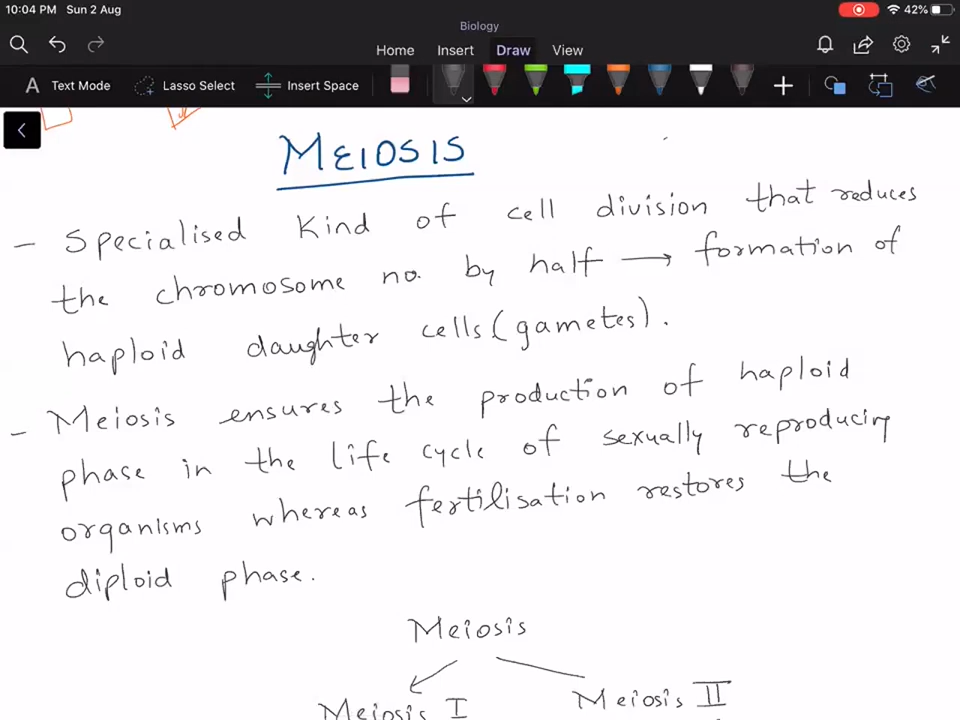 10:04 PM Sun 2 Aug 42%
Biology
Home Insert Draw View
A Text Mode Lasso Select Insert Space
MEIOSIS
- Specialised Kind of cell division that reduces
the chromosome no. by half → formation of
haploid daughter cells (gametes).
- Meiosis ensures the production of haploid
phase in the life cycle of sexually reproducing
organisms whereas fertilisation restores the
diploid phase.
Meiosis
Meiosis I Meiosis II